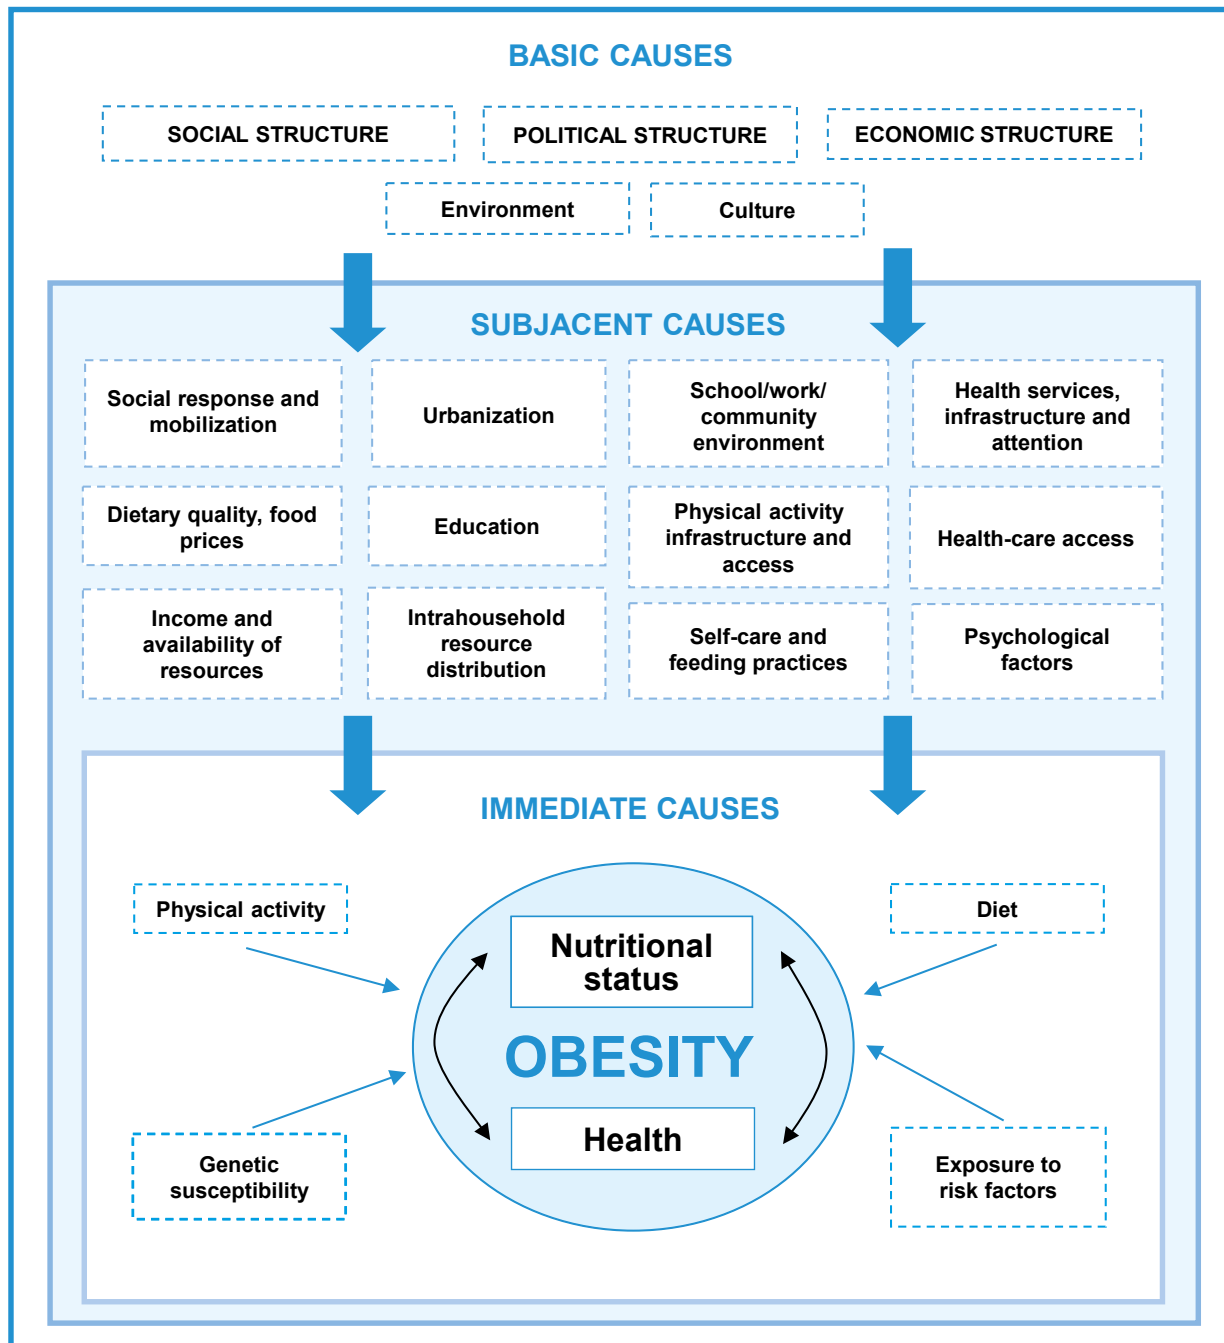 BASIC CAUSES
SOCIAL STRUCTURE
POLITICAL STRUCTURE
ECONOMIC STRUCTURE
Environment
Culture
SUBJACENT CAUSES
Social response and
mobilization
Urbanization
School/work/
community
environment
Health services,
infrastructure and
attention
Dietary quality, food
prices
Education
Physical activity
infrastructure and
access
Health-care access
Income and
availability of
resources
Intrahousehold
resource
distribution
Self-care and
feeding practices
Psychological
factors
IMMEDIATE CAUSES
Physical activity
Diet
Nutritional
status
OBESITY
Health
Genetic
susceptibility
Exposure to
risk factors